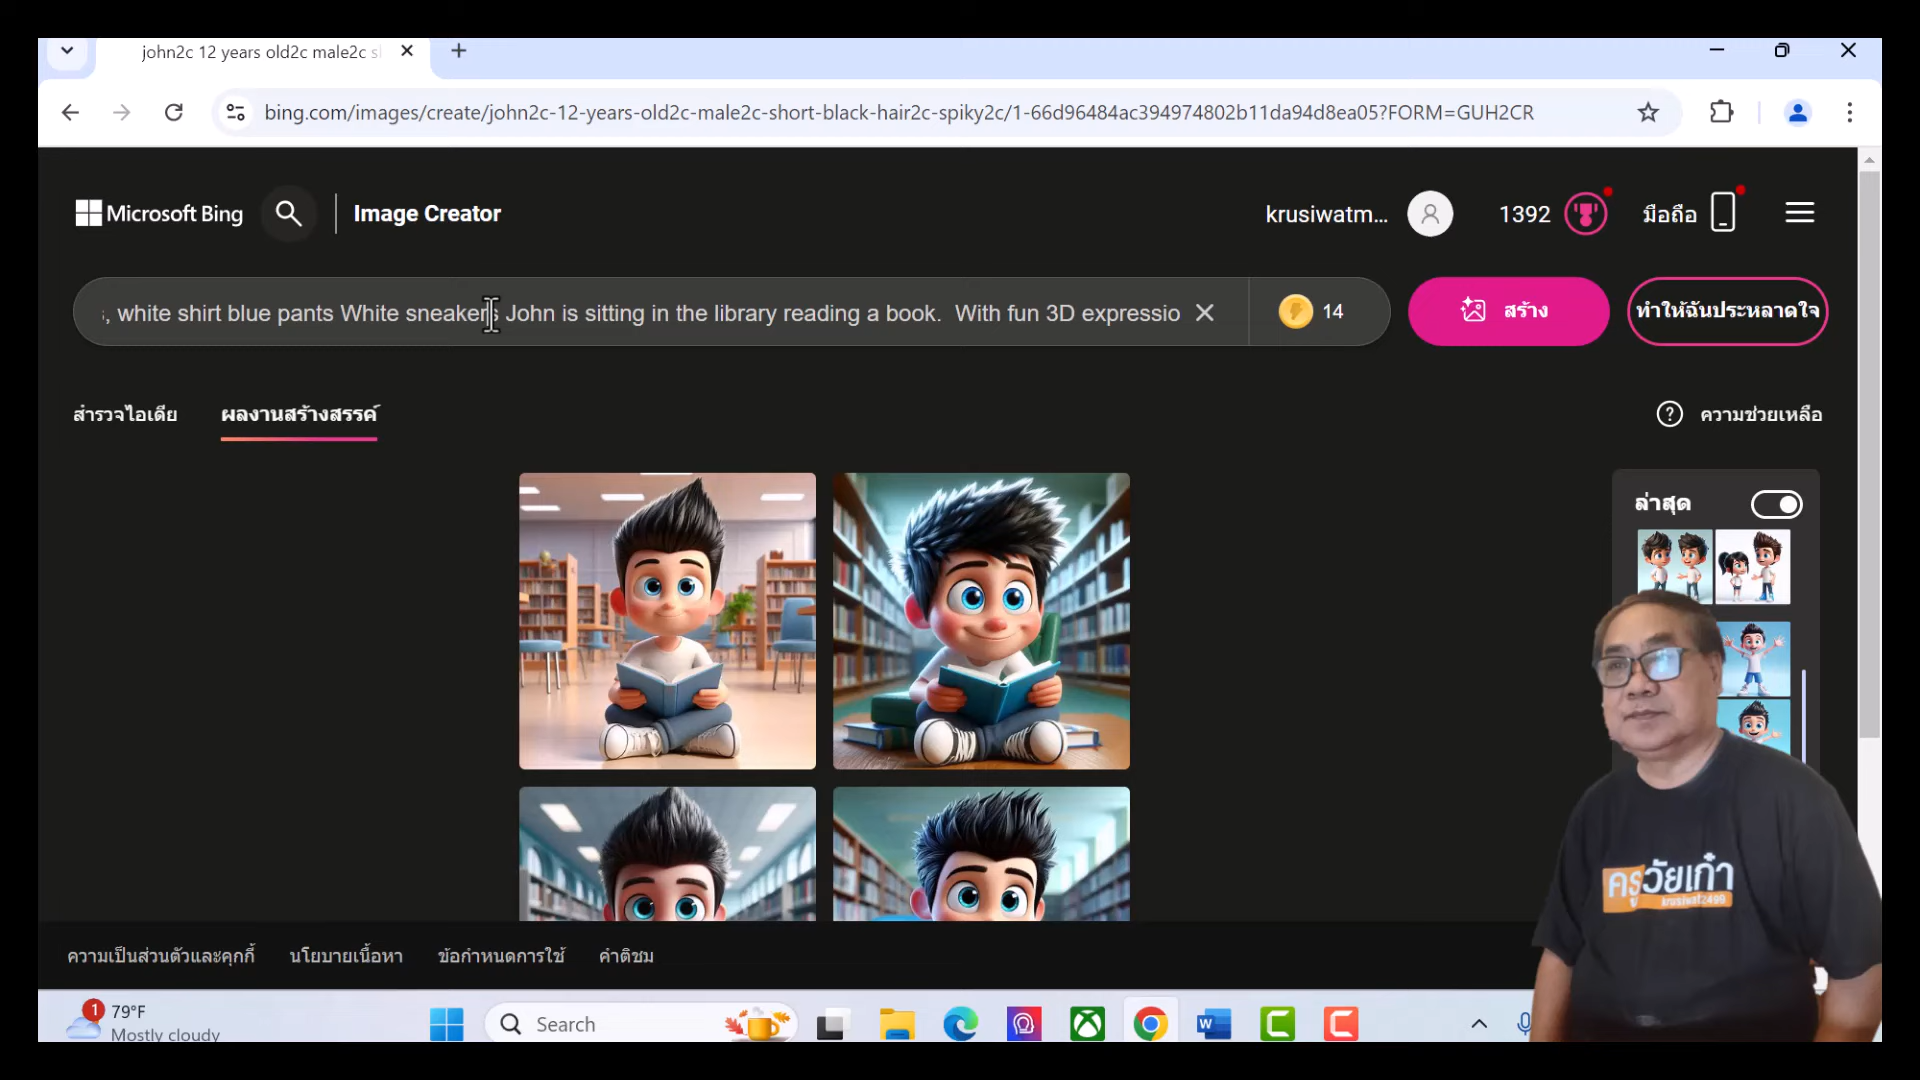 john2c 12 years old2c male2c s
bing.com/images/create/john2c-12-years-old2c-male2c-short-black-hair2c-spiky2c/1-66d96484ac394974802b11da94d8ea05?FORM=GUH2CR
Microsoft Bing
Image Creator
krusiwatm...
1392
มือถือ
, white shirt blue pants White sneakers John is sitting in the library reading a book. With fun 3D expressio
14
สร้าง
ทำให้ฉันประหลาดใจ
สำรวจไอเดีย
ผลงานสร้างสรรค์
ความช่วยเหลือ
ล่าสุด
ครูวัยเก๋า
krusiwat2499
ความเป็นส่วนตัวและคุกกี้
นโยบายเนื้อหา
ข้อกำหนดการใช้
คำติชม
1
79°F
Mostly cloudy
Search